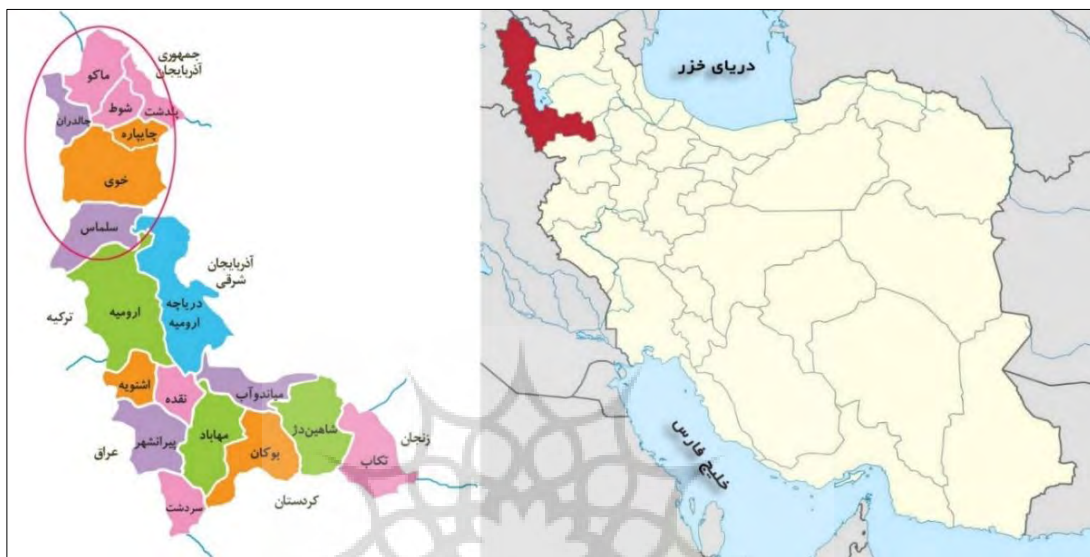 جمهوری
آذربایجان
ماکو
شوط
پلدشت
چالدران
چایپاره
خوی
سلماس
آذربایجان
شرقی
دریاچه
ارومیه
ارومیه
ترکیه
اشنویه
نقده
میاندوآب
شاهین‌دژ
مهاباد
پیرانشهر
بوکان
تکاب
زنجان
عراق
کردستان
سردشت
دریای خزر
خلیج فارس